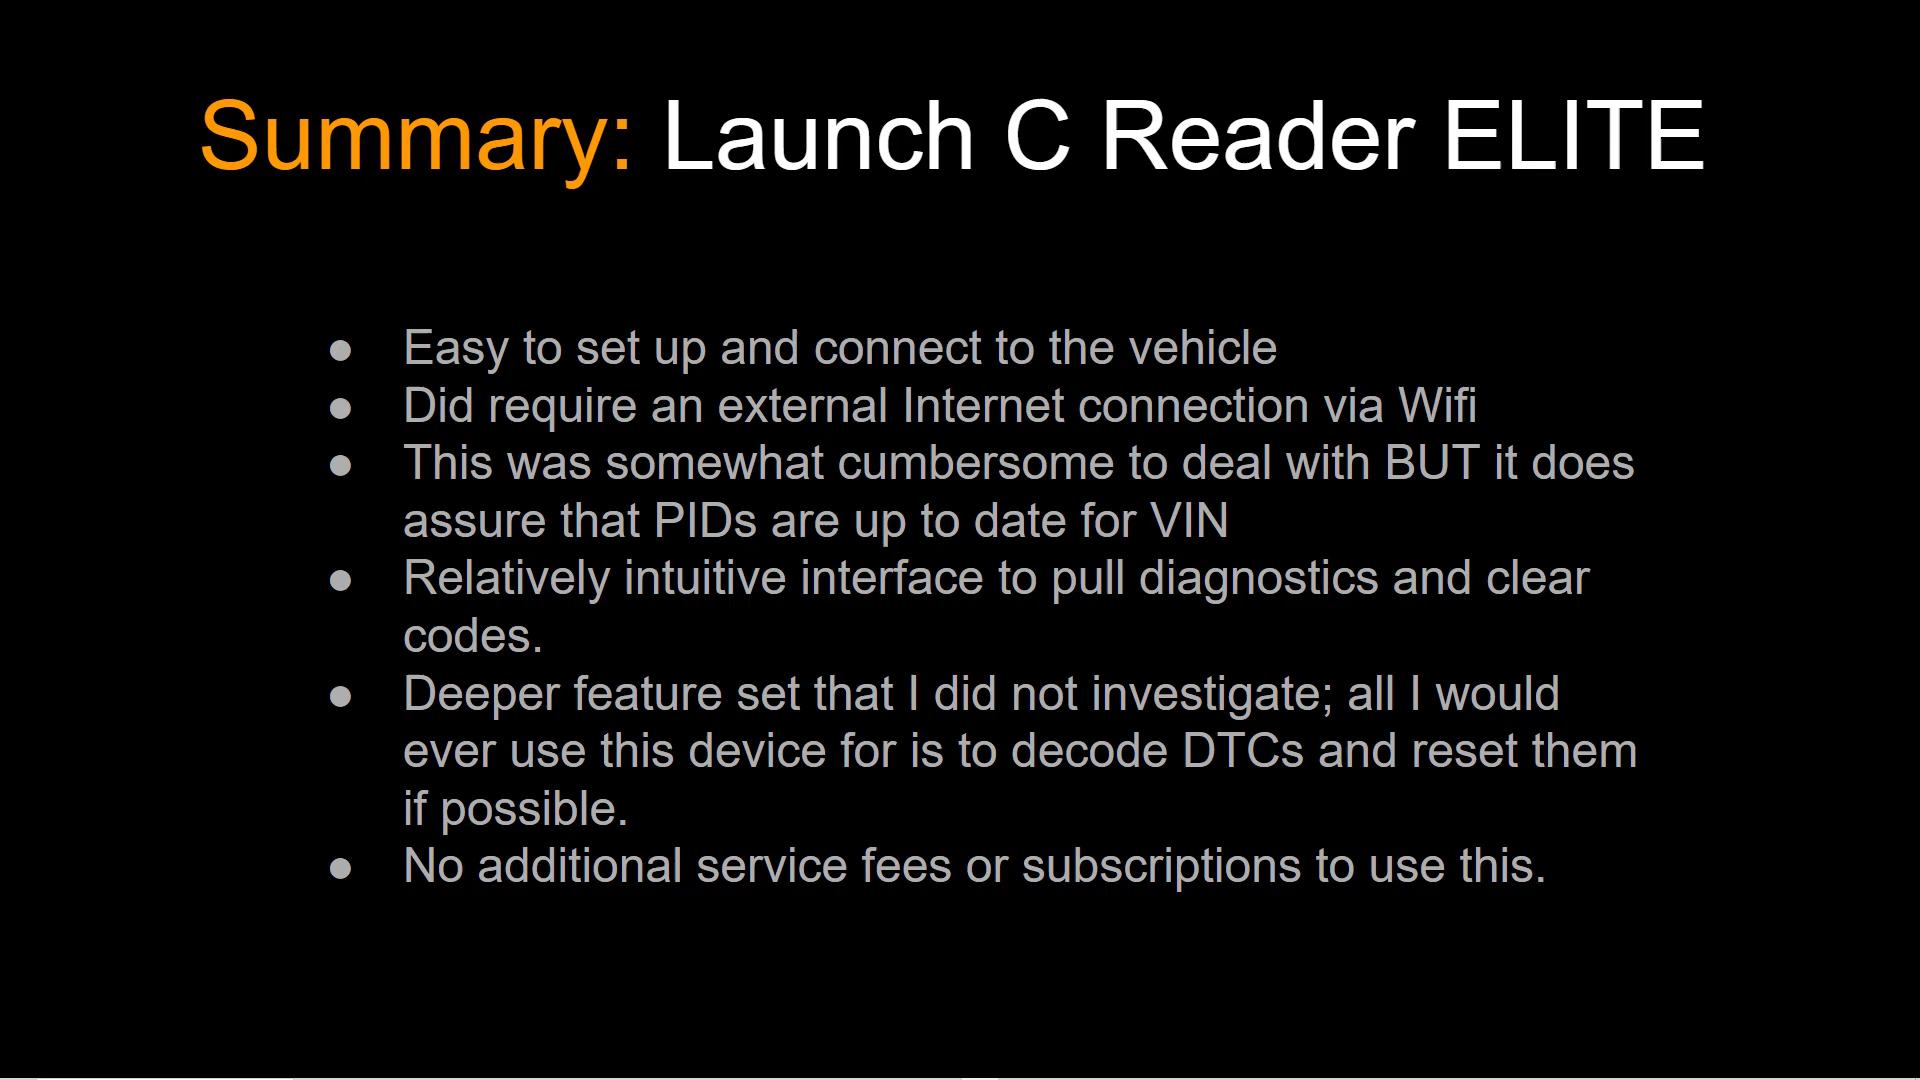 Summary: Launch C Reader ELITE
● Easy to set up and connect to the vehicle
● Did require an external Internet connection via Wifi
● This was somewhat cumbersome to deal with BUT it does
assure that PIDs are up to date for VIN
● Relatively intuitive interface to pull diagnostics and clear
codes.
● Deeper feature set that I did not investigate; all I would
ever use this device for is to decode DTCs and reset them
if possible.
● No additional service fees or subscriptions to use this.